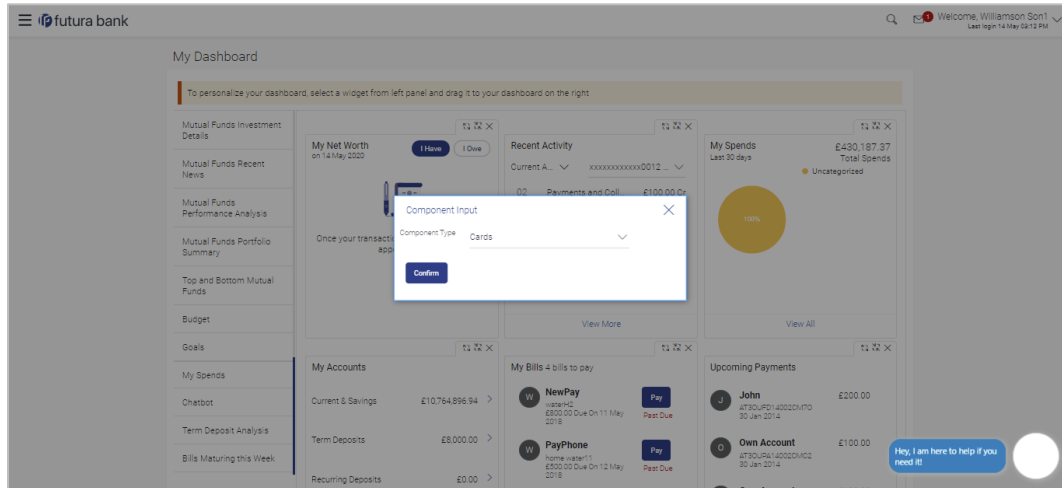 futura bank
1
Welcome, Williamson Son1
Last login 14 May 03:12 PM
My Dashboard
To personalize your dashboard, select a widget from left panel and drag it to your dashboard on the right
Mutual Funds Investment
Details
Mutual Funds Recent
News
Mutual Funds
Performance Analysis
Mutual Funds Portfolio
Summary
Top and Bottom Mutual
Funds
Budget
Goals
My Spends
Chatbot
Term Deposit Analysis
Bills Maturing this Week
My Net Worth
on 14 May 2020
I Have
I Owe
Once your transacti
app
Recent Activity
Current A...
xxxxxxxxxxxx0012 ...
02 Payments and Coll... £100.00 Cr
View More
My Spends
Last 30 days
£430,187.37
Total Spends
Uncategorized
100%
View All
Component Input
Component Type
Cards
Confirm
My Accounts
Current & Savings £10,764,896.94
Term Deposits £8,000.00
Recurring Deposits £0.00
My Bills 4 bills to pay
W NewPay
waterH2
£800.00 Due On 11 May
2018
Pay
Past Due
W PayPhone
home water11
£500.00 Due On 12 May
2018
Pay
Past Due
Upcoming Payments
J John £200.00
30 Jan 2014
O Own Account £100.00
30 Jan 2014
Hey, I am here to help if you
need it!